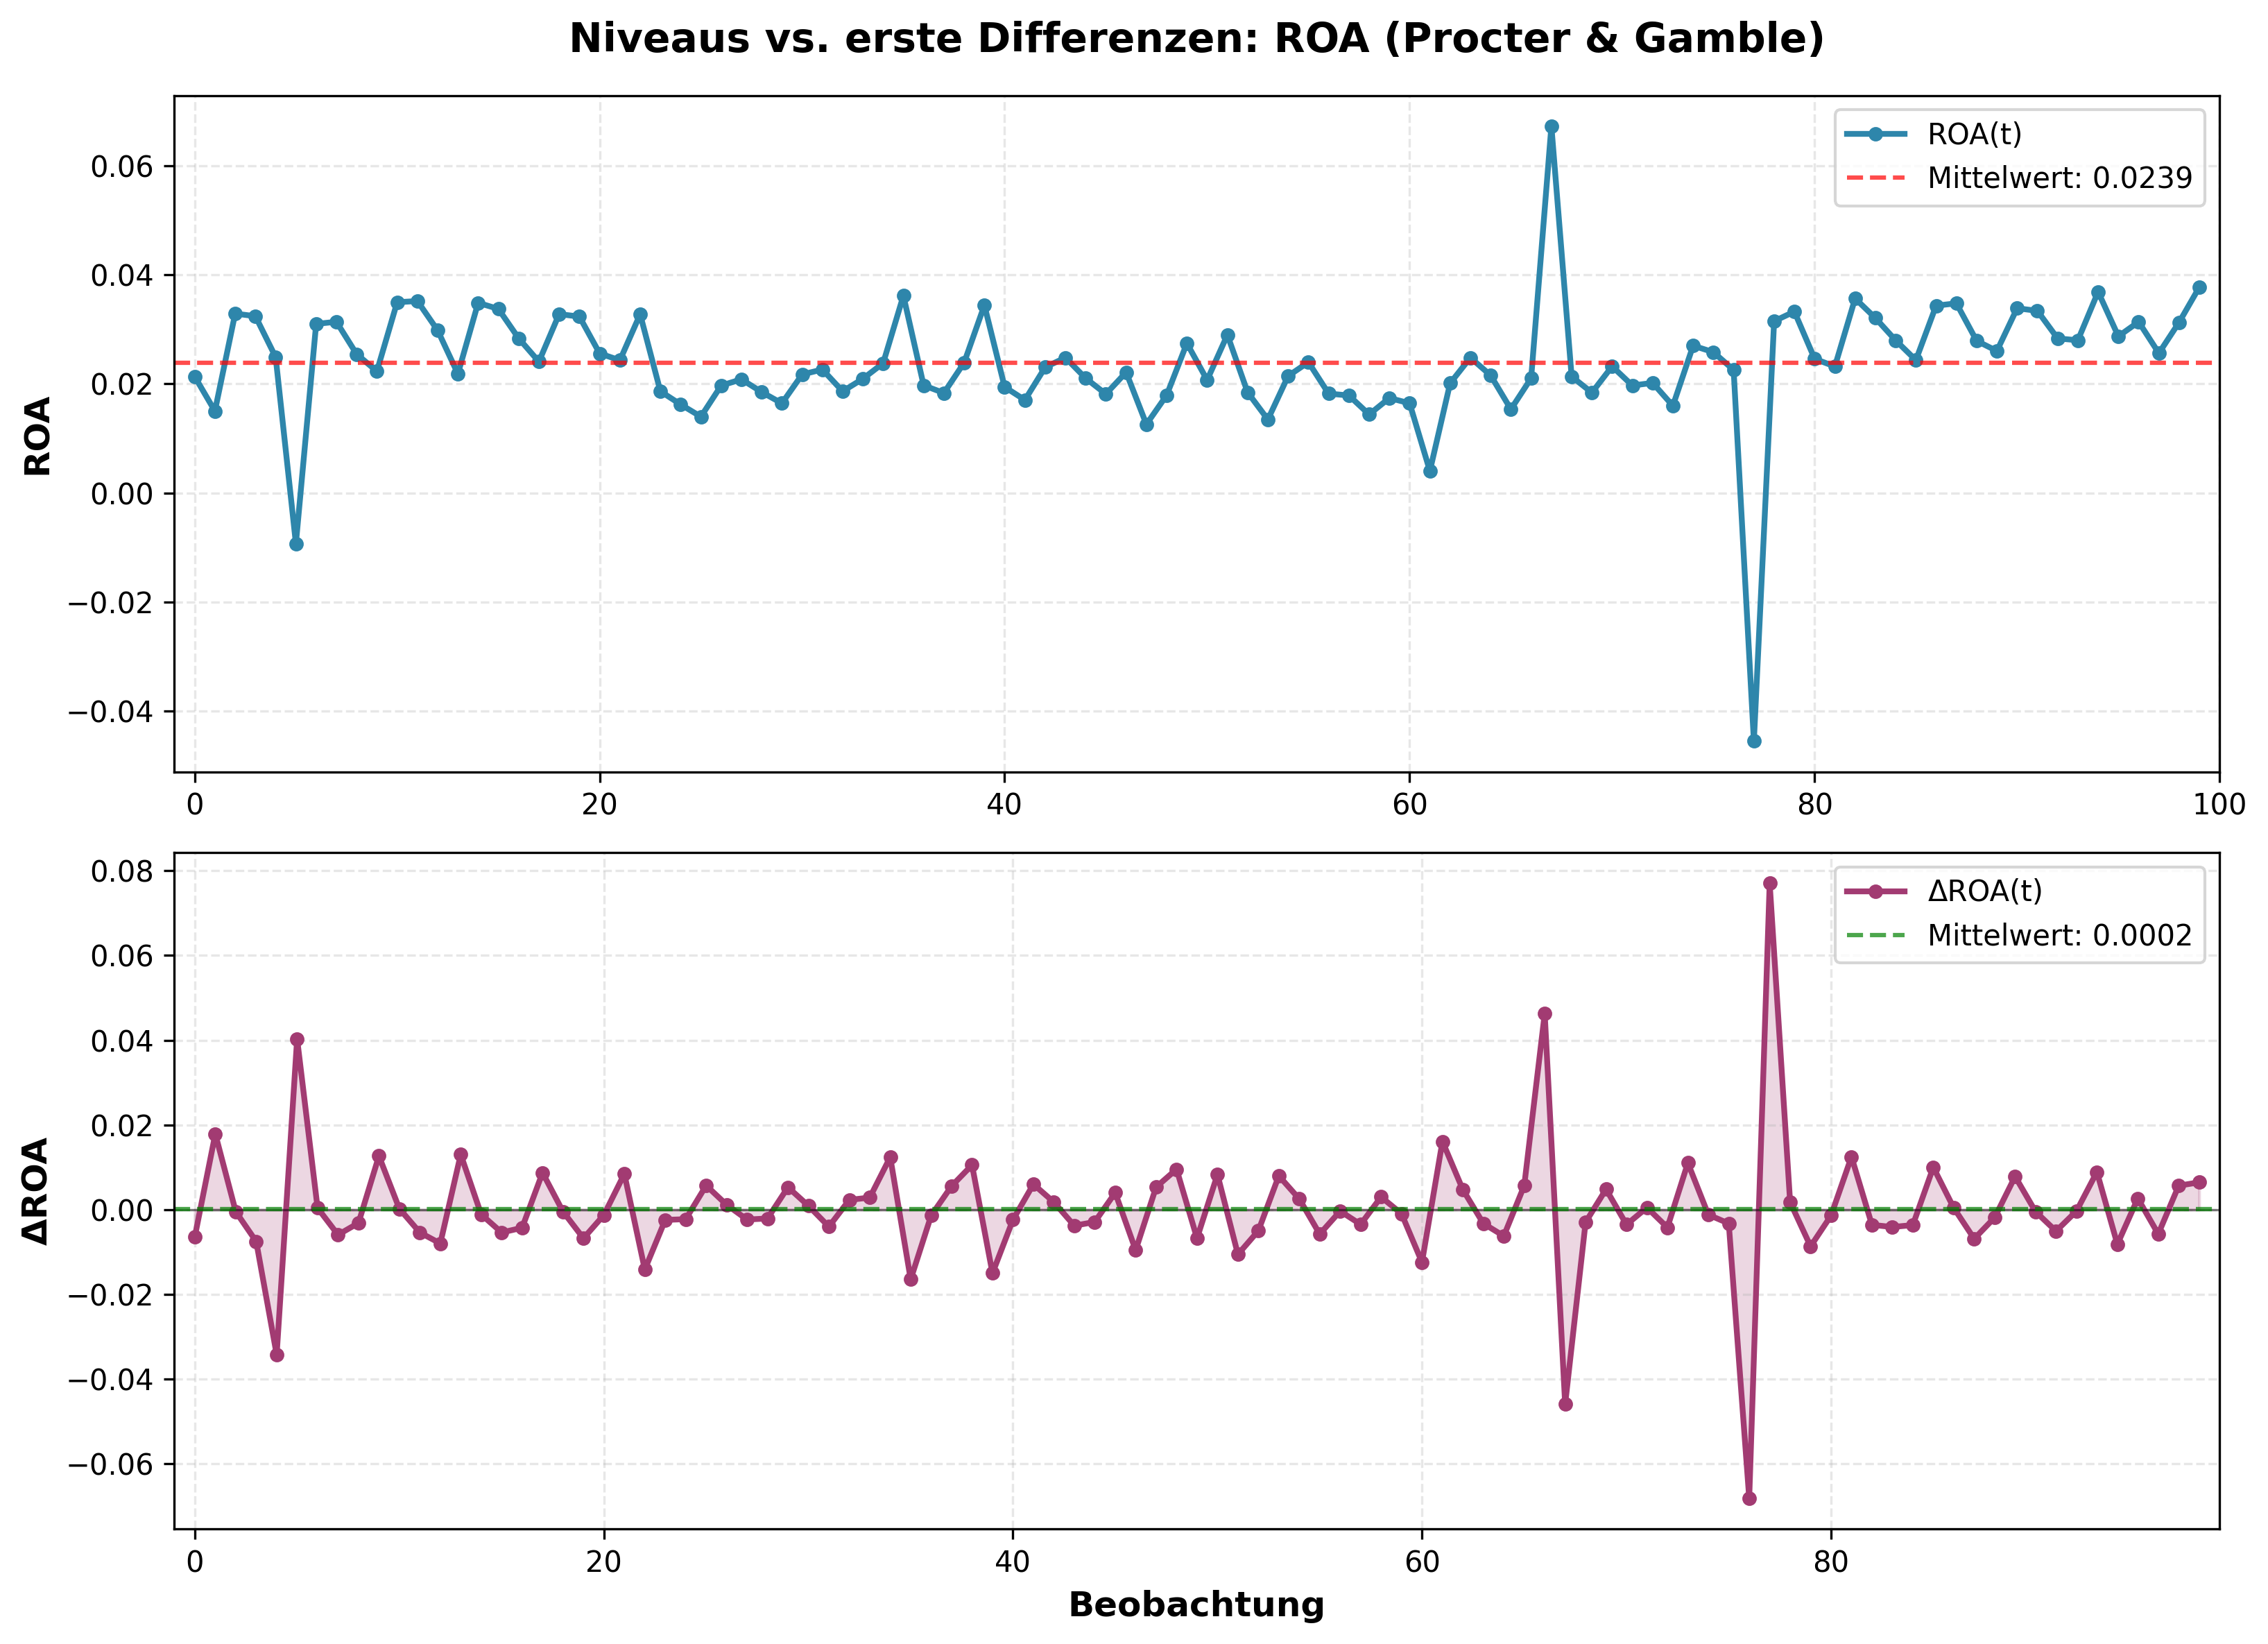 Niveaus vs. erste Differenzen: ROA (Procter & Gamble)
ROA
0.06
0.04
0.02
0.00
−0.02
−0.04
ROA(t)
Mittelwert: 0.0239
0 20 40 60 80 100
ΔROA
0.08
0.06
0.04
0.02
0.00
−0.02
−0.04
−0.06
ΔROA(t)
Mittelwert: 0.0002
0 20 40 60 80
Beobachtung